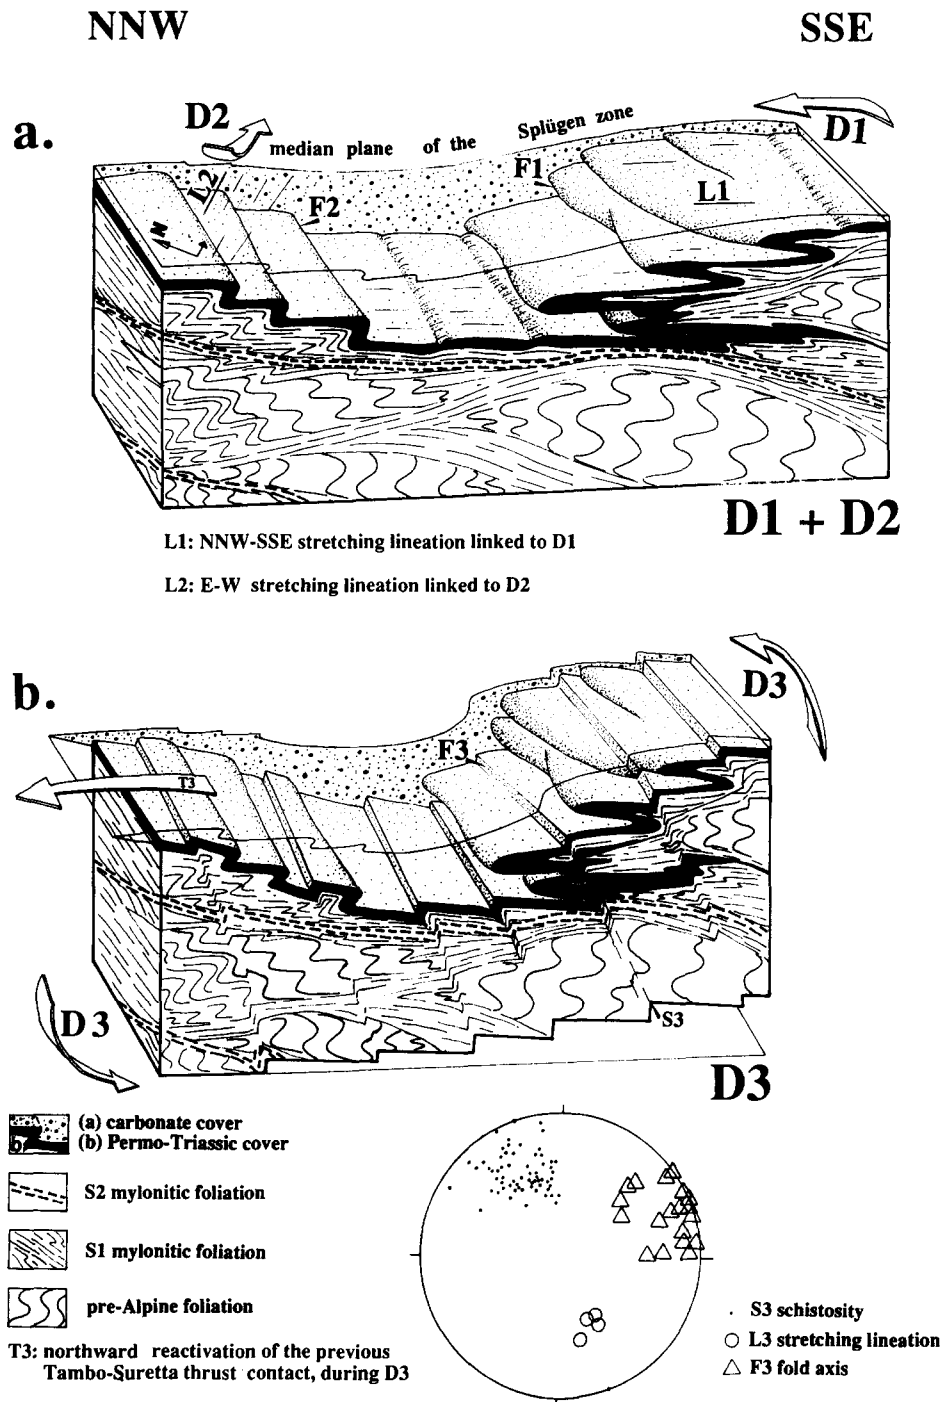 NNW SSE
a.
D2
median plane of the Splügen zone
D1
F1
L1
L2
F2
N
D1 + D2
L1: NNW-SSE stretching lineation linked to D1
L2: E-W stretching lineation linked to D2
b.
D3
F3
T3
D3
S3
D3
b
(a) carbonate cover
(b) Permo-Triassic cover
S2 mylonitic foliation
S1 mylonitic foliation
pre-Alpine foliation
T3: northward reactivation of the previous
Tambo-Suretta thrust contact, during D3
. S3 schistosity
○ L3 stretching lineation
△ F3 fold axis